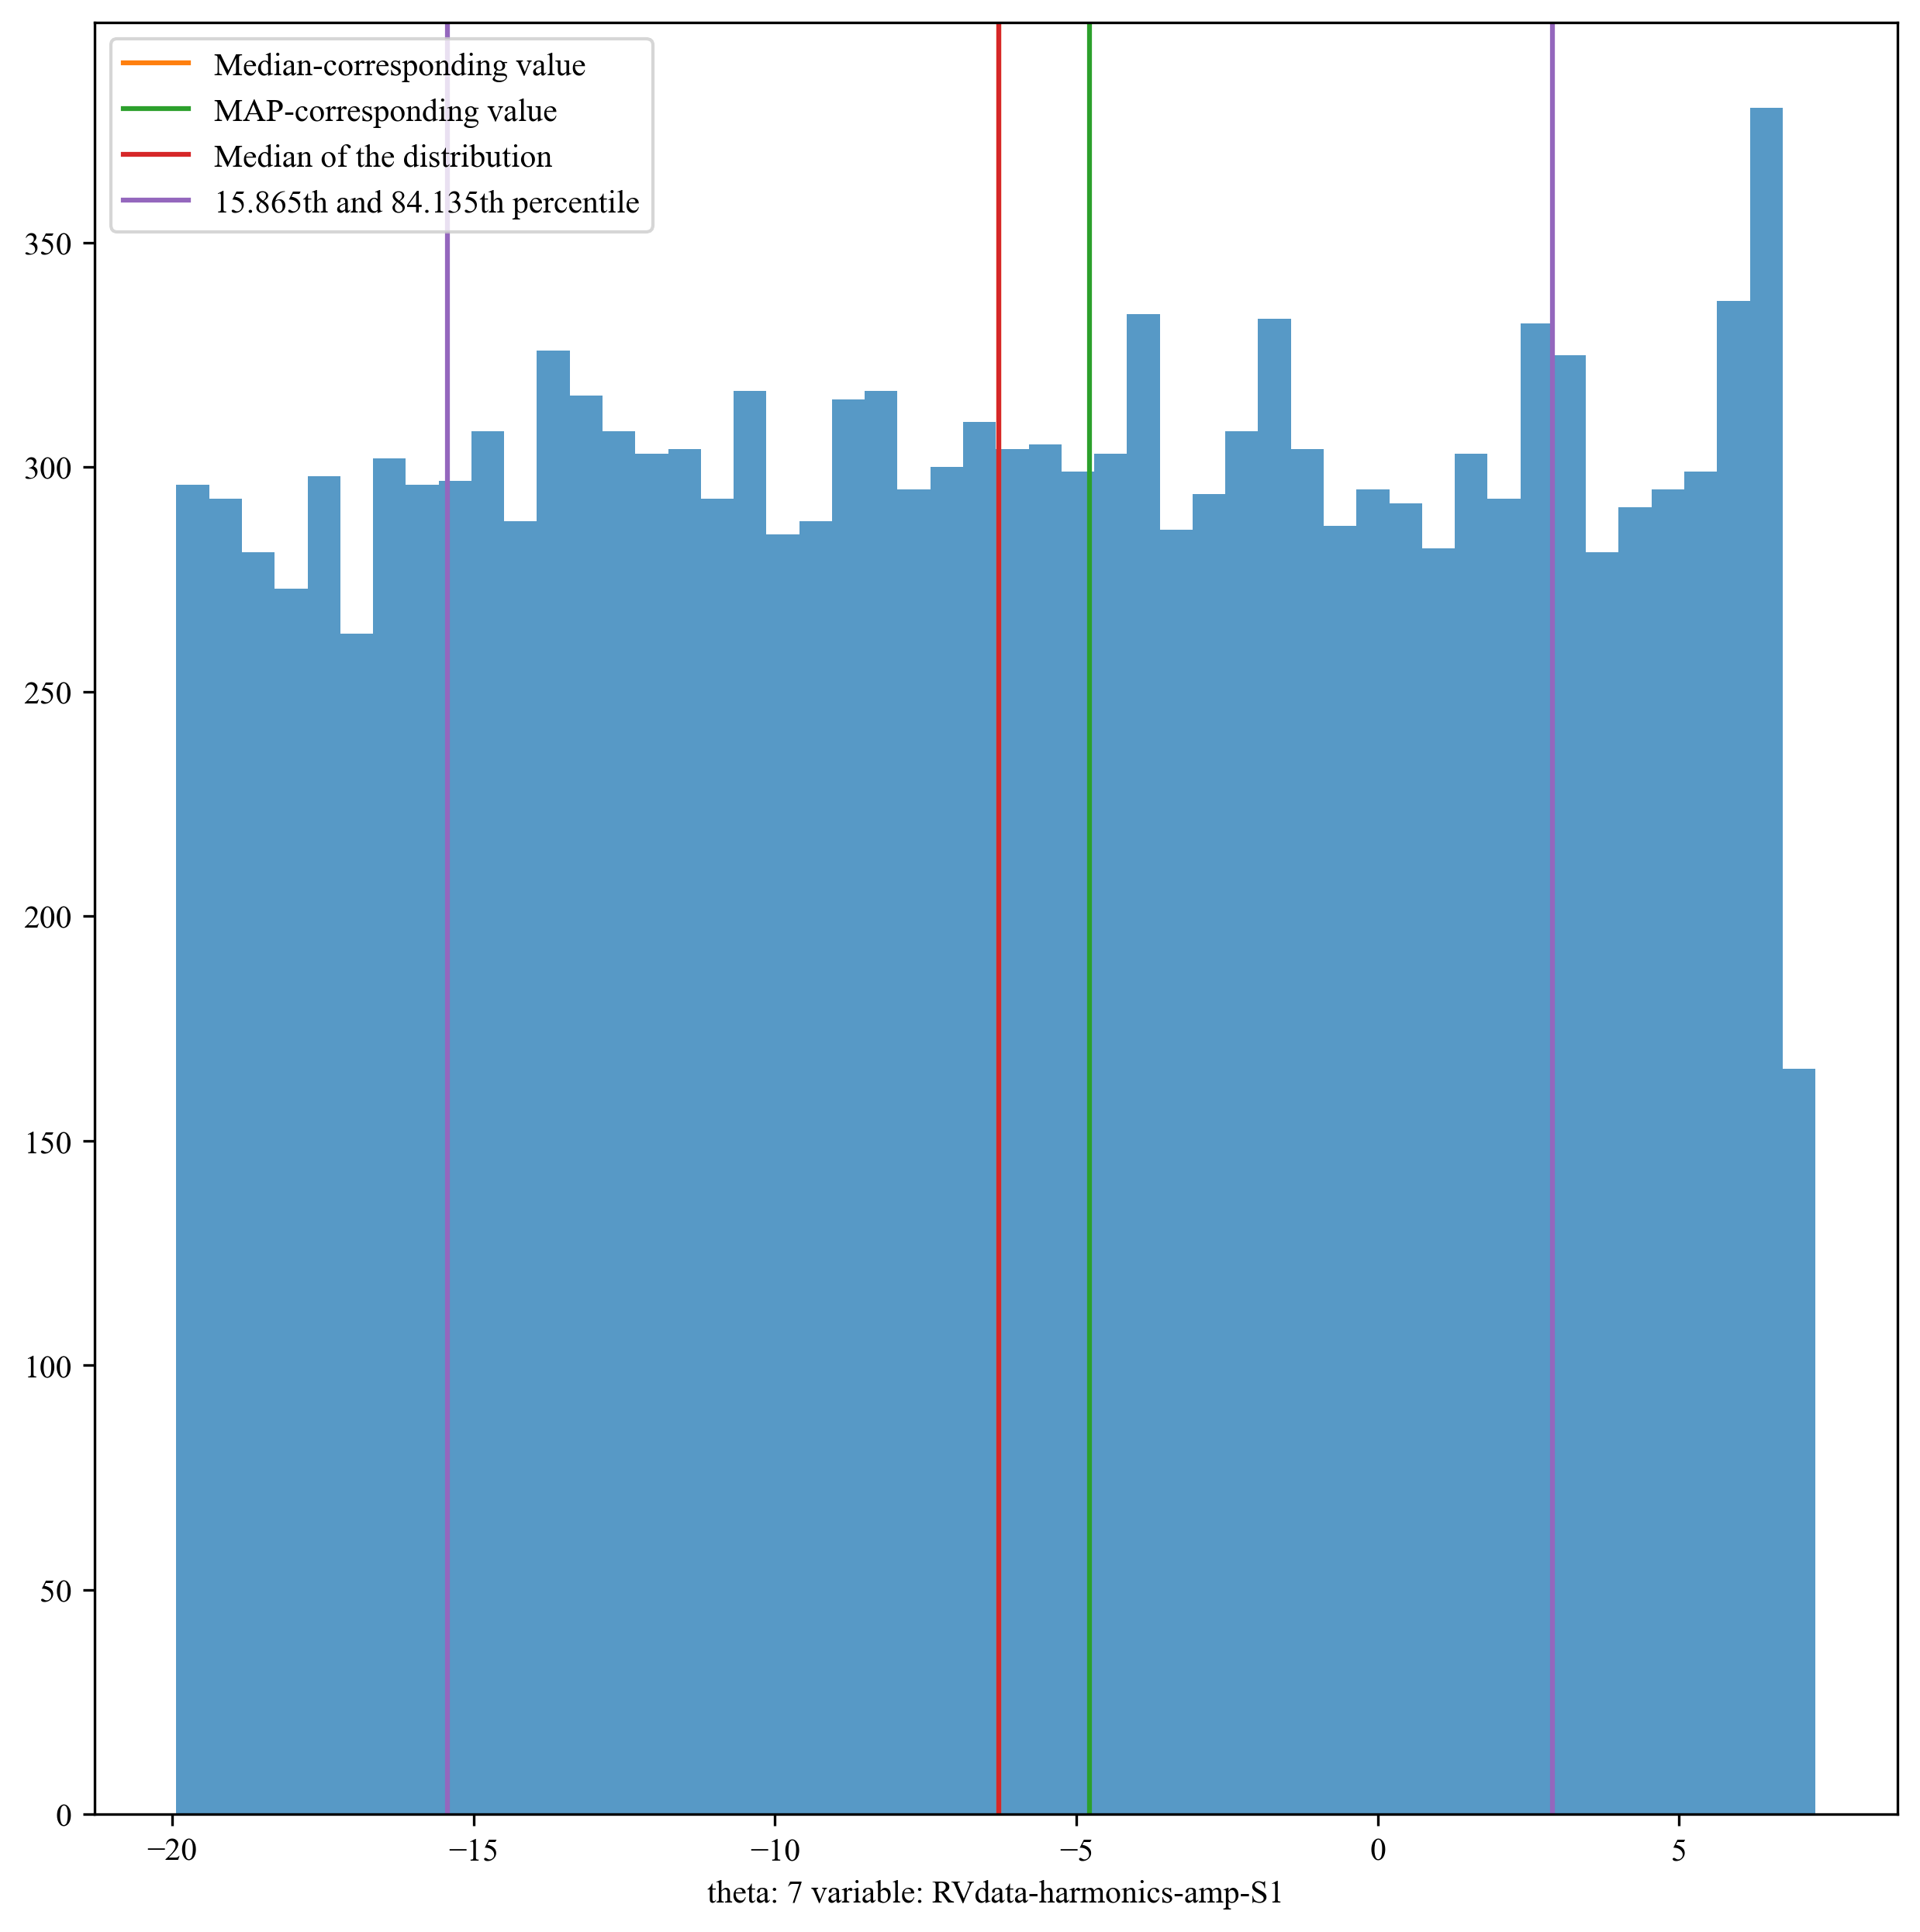 Median-corresponding value
MAP-corresponding value
Median of the distribution
15.865th and 84.135th percentile
350
300
250
200
150
100
50
0
−20 −15 −10 −5 0 5
theta: 7 variable: RVdata-harmonics-amp-S1